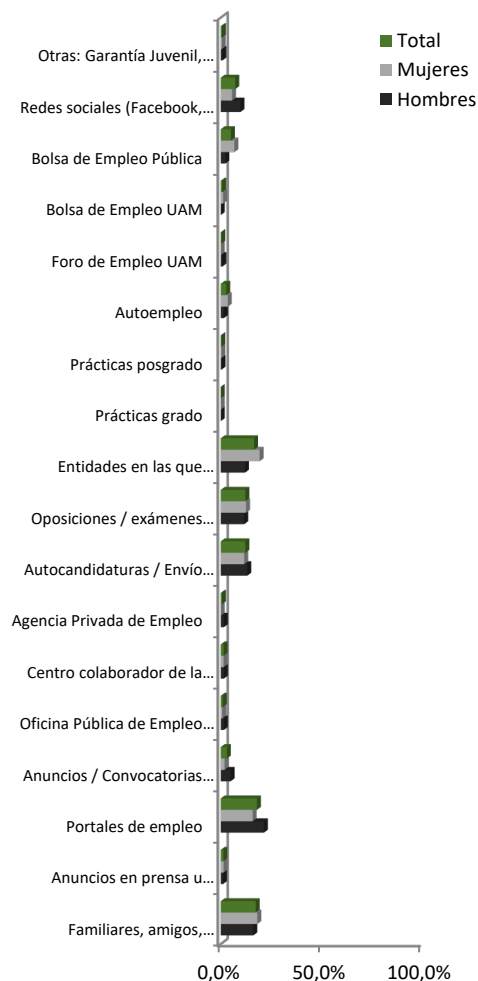 Total
Mujeres
Hombres
Otras: Garantía Juvenil,...
Redes sociales (Facebook,...
Bolsa de Empleo Pública
Bolsa de Empleo UAM
Foro de Empleo UAM
Autoempleo
Prácticas posgrado
Prácticas grado
Entidades en las que...
Oposiciones / exámenes...
Autocandidaturas / Envío...
Agencia Privada de Empleo
Centro colaborador de la...
Oficina Pública de Empleo...
Anuncios / Convocatorias...
Portales de empleo
Anuncios en prensa u...
Familiares, amigos,...
0,0% 50,0% 100,0%